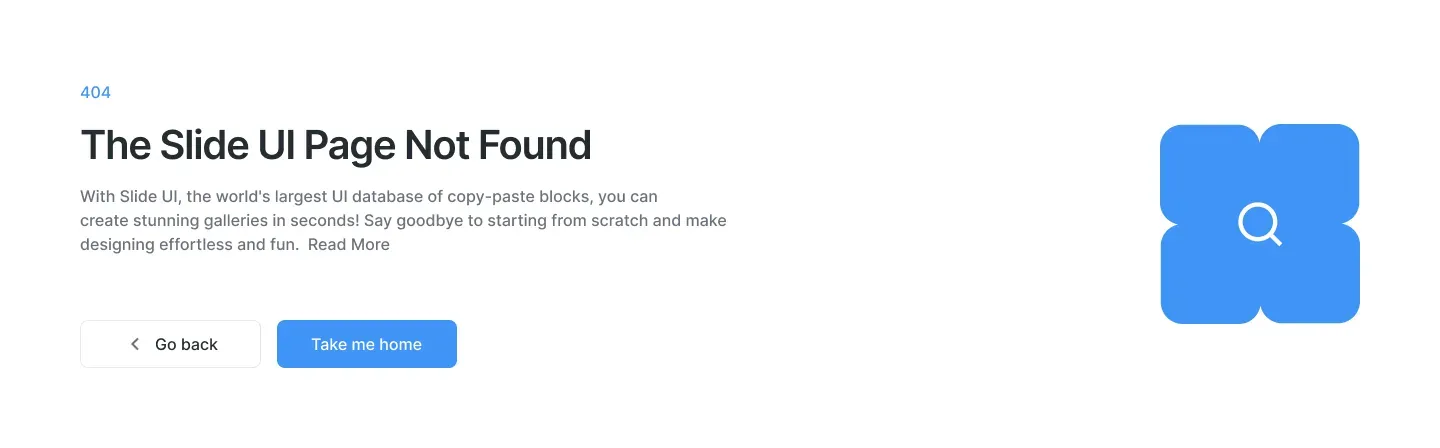 404
The Slide UI Page Not Found
With Slide UI, the world's largest UI database of copy-paste blocks, you can
create stunning galleries in seconds! Say goodbye to starting from scratch and make
designing effortless and fun.  Read More
Go back
Take me home